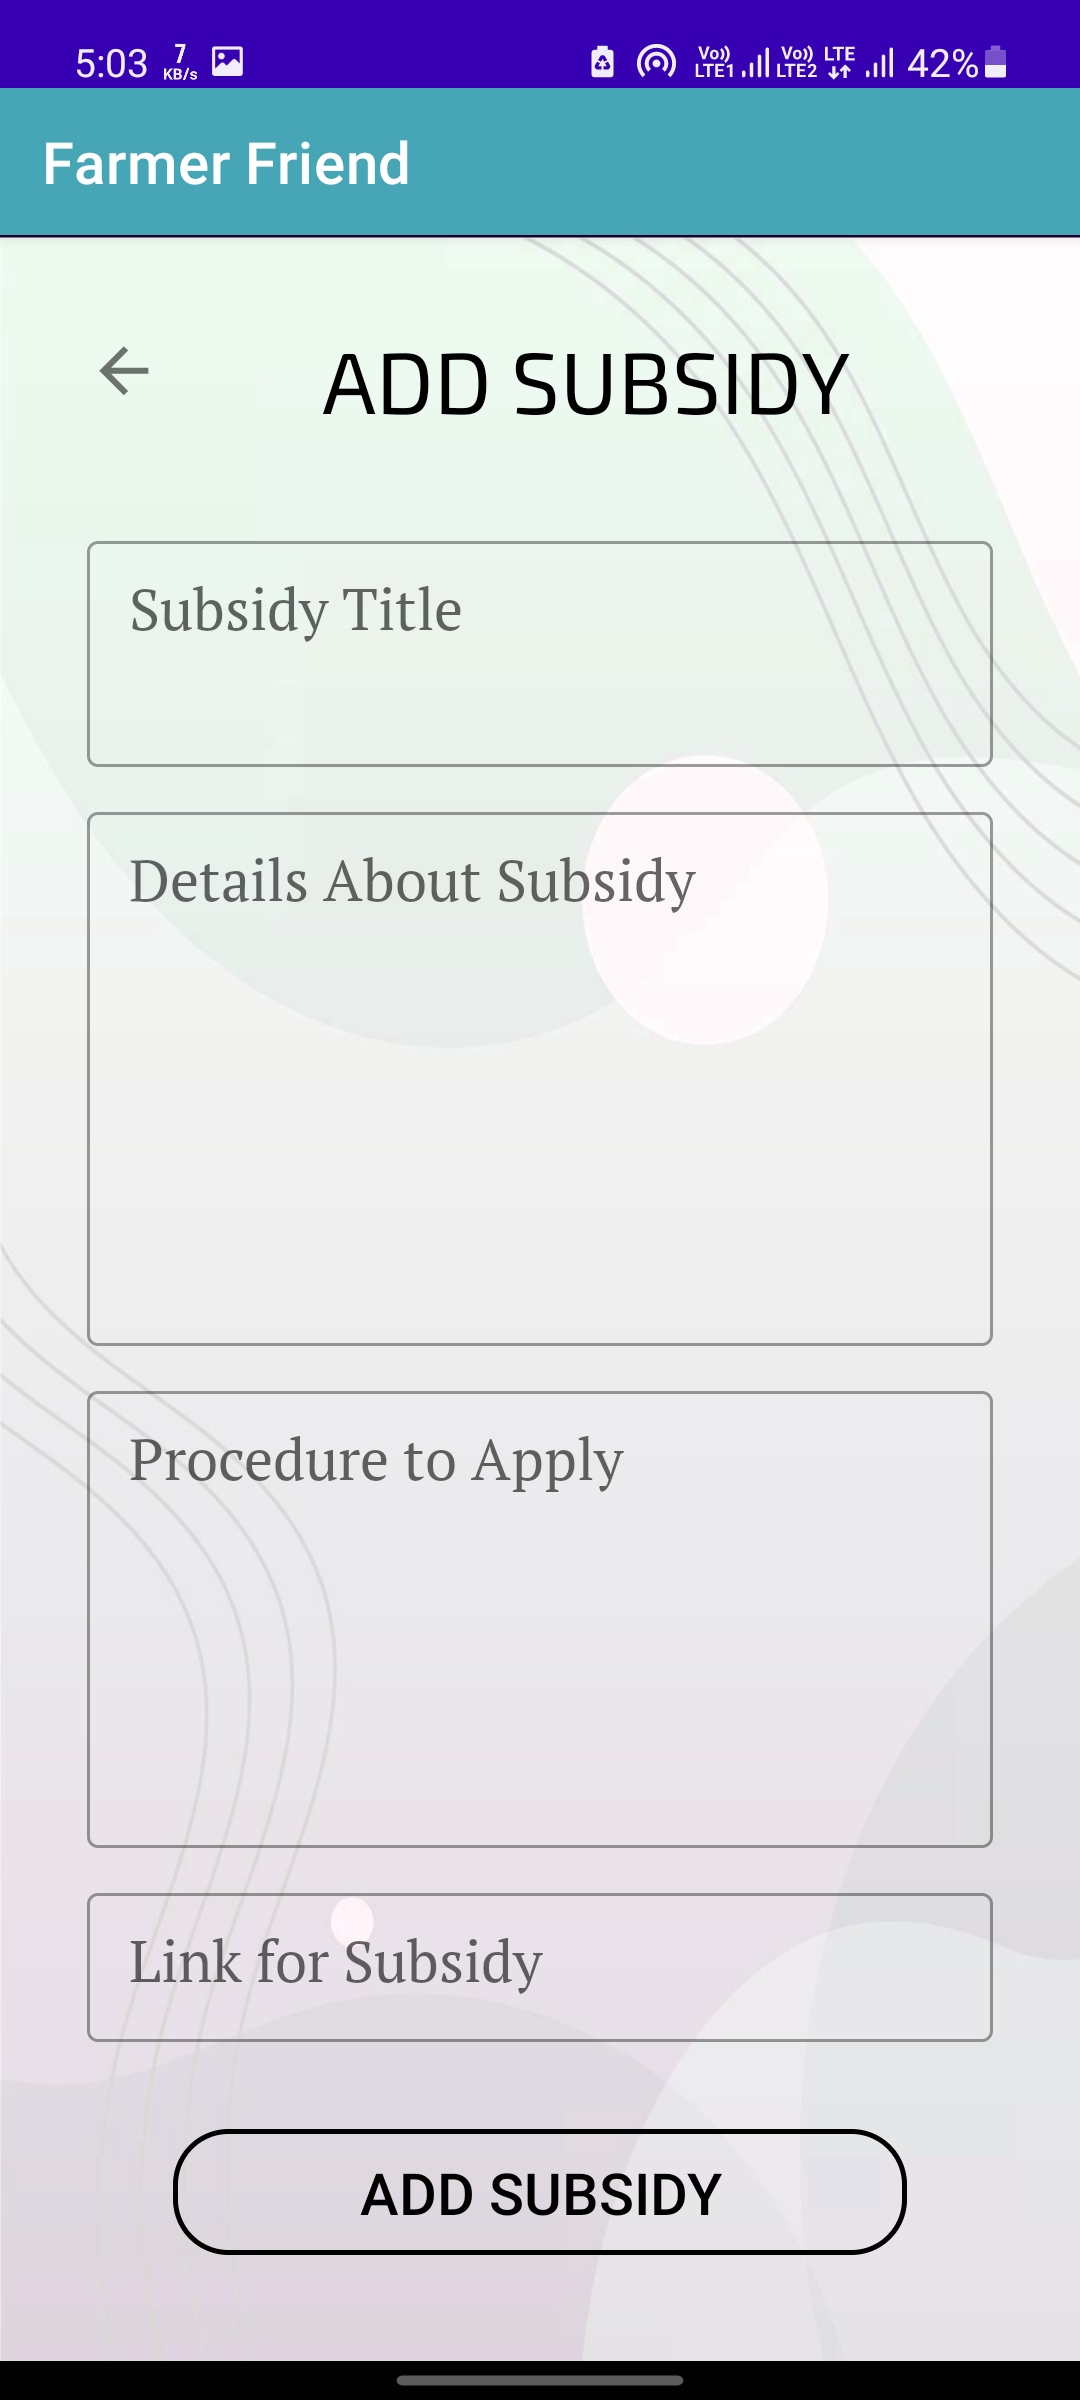 5:03 7 KB/s Vo)) LTE1 Vo)) LTE2 LTE 42%
Farmer Friend
ADD SUBSIDY
Subsidy Title
Details About Subsidy
Procedure to Apply
Link for Subsidy
ADD SUBSIDY